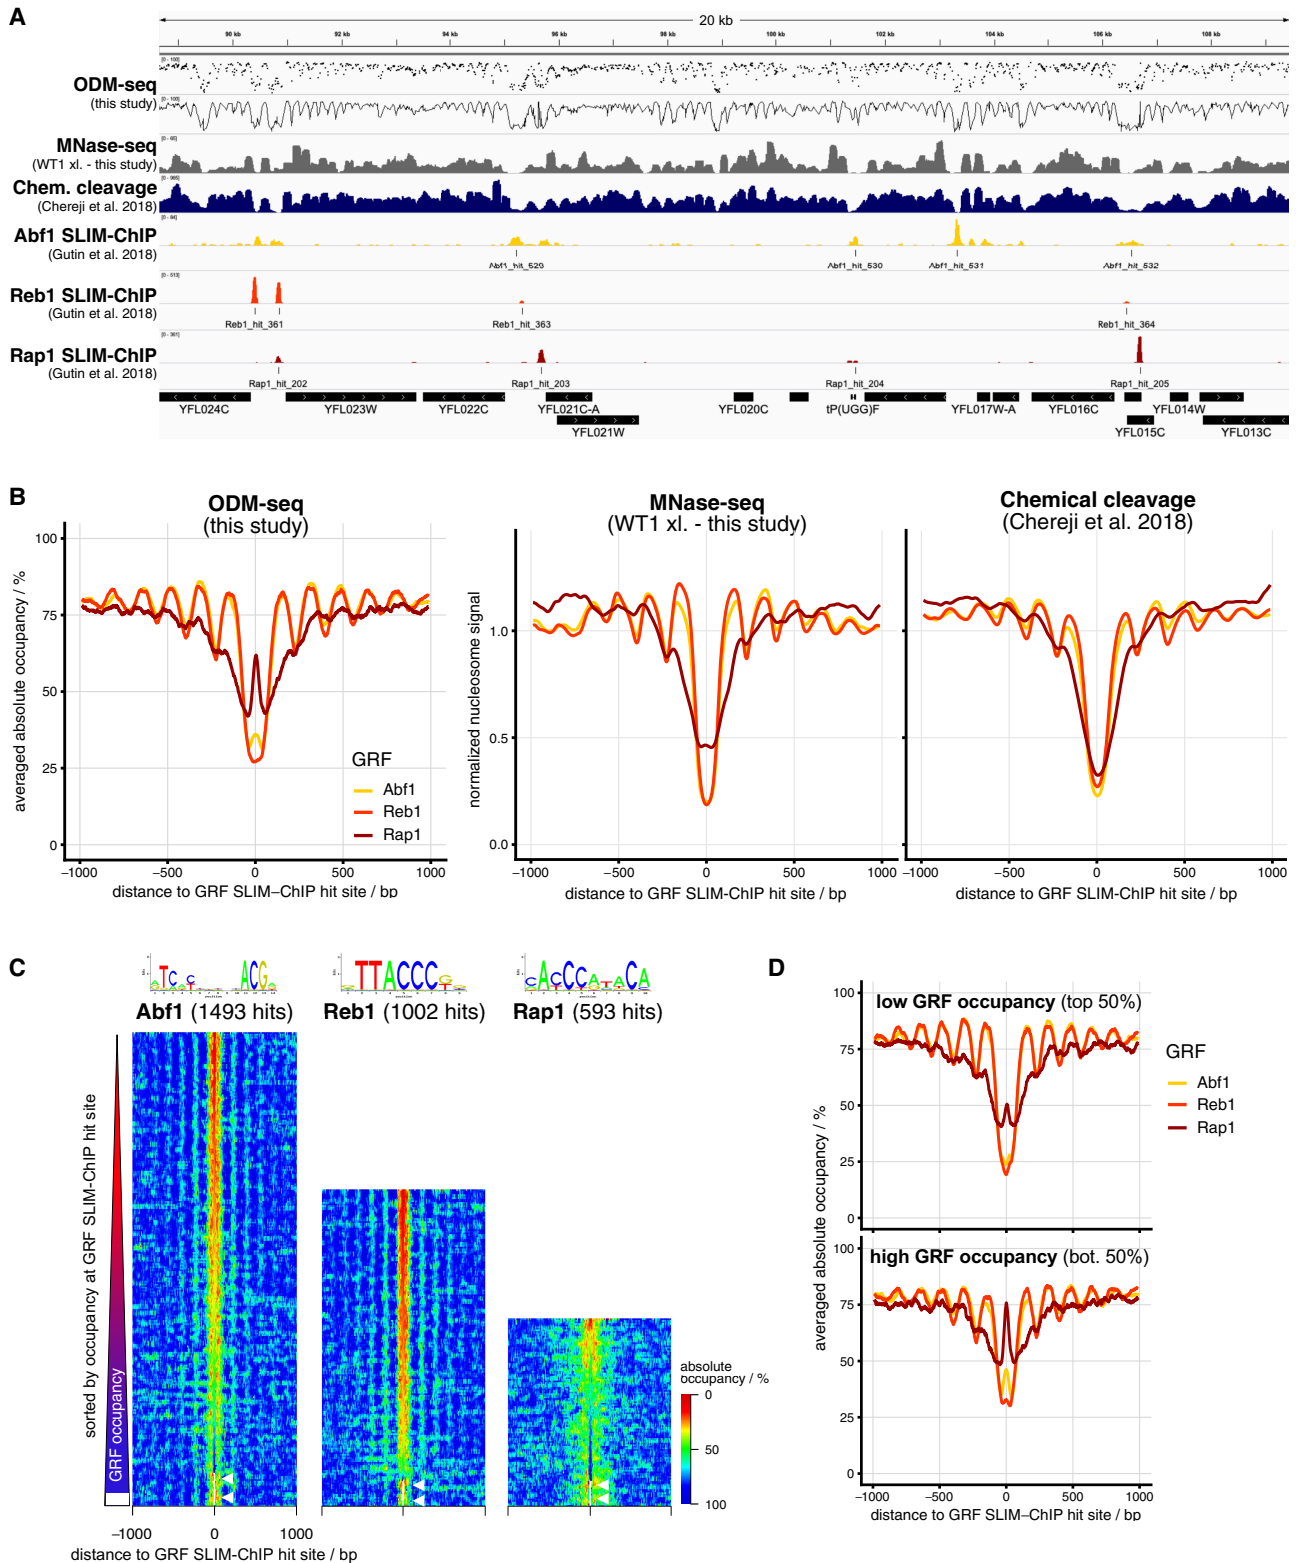 A
20 kb
90 kb 92 kb 94 kb 96 kb 98 kb 100 kb 102 kb 104 kb 106 kb 108 kb
ODM-seq
(this study)
[0 - 100]
[0 - 100]
MNase-seq
(WT1 xl. - this study)
Chem. cleavage
(Chereji et al. 2018)
Abf1 SLIM-ChIP
(Gutin et al. 2018)
Abf1_hit_529 Abf1_hit_530 Abf1_hit_531 Abf1_hit_532
[0 - 513]
Reb1 SLIM-ChIP
(Gutin et al. 2018)
Reb1_hit_361 Reb1_hit_363 Reb1_hit_364
[0 - 361]
Rap1 SLIM-ChIP
(Gutin et al. 2018)
Rap1_hit_202 Rap1_hit_203 Rap1_hit_204 Rap1_hit_205
YFL024C YFL023W YFL022C YFL021C-A YFL020C tP(UGG)F YFL017W-A YFL016C YFL014W
YFL021W YFL015C YFL013C
B
ODM-seq
(this study)
MNase-seq
(WT1 xl. - this study)
Chemical cleavage
(Chereji et al. 2018)
averaged absolute occupancy / %
100
75
50
25
0
GRF
Abf1
Reb1
Rap1
−1000 −500 0 500 1000
distance to GRF SLIM−ChIP hit site / bp
normalized nucleosome signal
1.0
0.5
0.0
−1000 −500 0 500 1000
distance to GRF SLIM-ChIP hit site / bp
−1000 −500 0 500 1000
distance to GRF SLIM-ChIP hit site / bp
C
Abf1 (1493 hits)
Reb1 (1002 hits)
Rap1 (593 hits)
sorted by occupancy at GRF SLIM-ChIP hit site
GRF occupancy
absolute
occupancy / %
0
50
100
−1000 0 1000
distance to GRF SLIM-ChIP hit site / bp
D
low GRF occupancy (top 50%)
100
75
50
25
0
GRF
Abf1
Reb1
Rap1
averaged absolute occupancy / %
high GRF occupancy (bot. 50%)
100
75
50
25
0
−1000 −500 0 500 1000
distance to GRF SLIM−ChIP hit site / bp